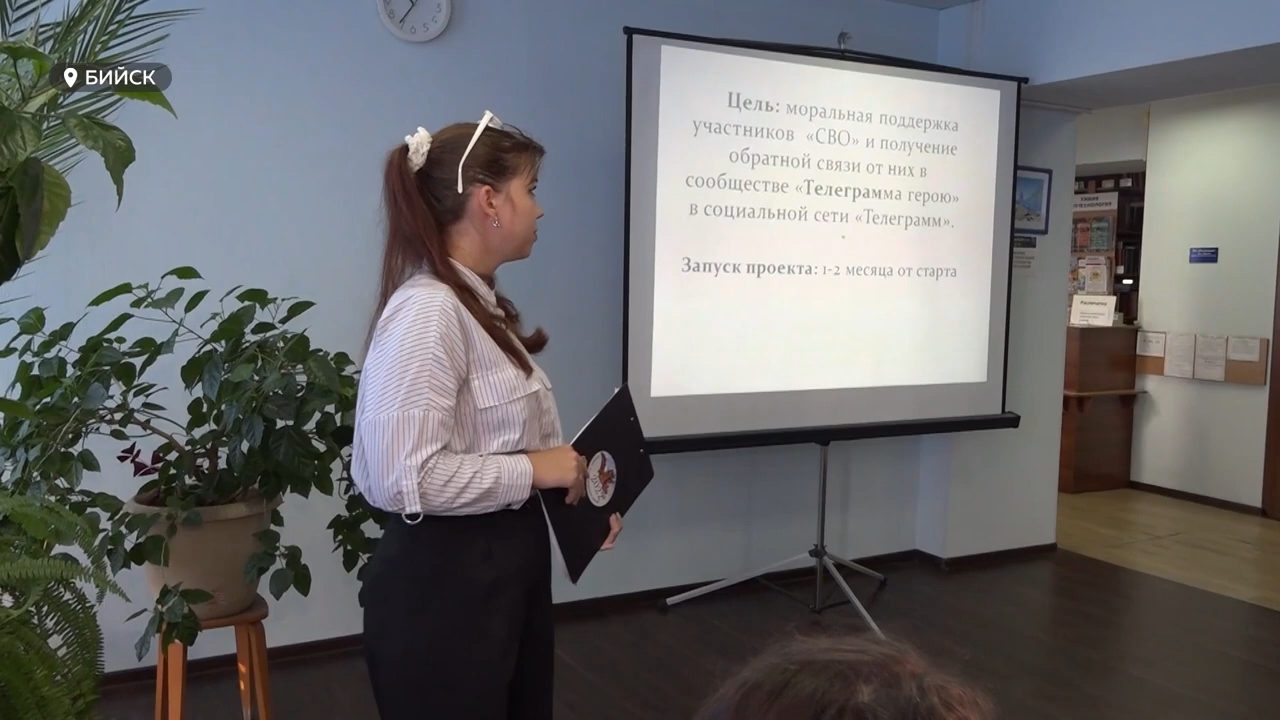 БИЙСК
Цель: моральная поддержка
участников «СВО» и получение
обратной связи от них в
сообществе «Телеграмма герою»
в социальной сети «Телеграмм».
Запуск проекта: 1-2 месяца от старта